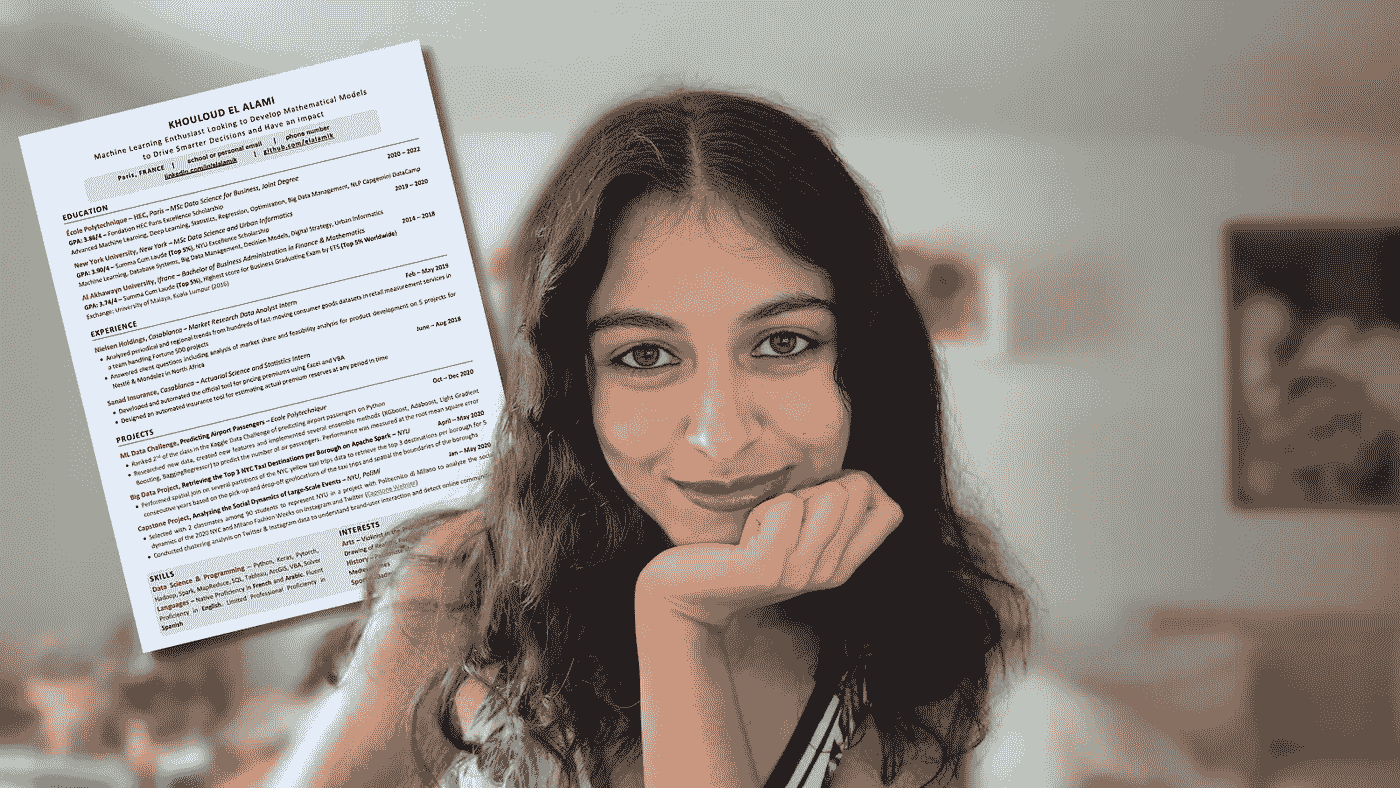 KHOULOUD EL ALAMI
Machine Learning Enthusiast Looking to Develop Mathematical Models
to Drive Smarter Decisions and Have an Impact
Paris, FRANCE | school or personal email | phone number
linkedin.com/in/elalamik | github.com/elalamik
EDUCATION
2020 – 2022
École Polytechnique – HEC, Paris – MSc Data Science for Business, Joint Degree
GPA: 3.96/4 – Fondation HEC Paris Excellence Scholarship
Advanced Machine Learning, Deep Learning, Statistics, Regression, Optimisation, Big Data Management, NLP Capgemini DataCamp
2019 – 2020
New York University, New York – MSc Data Science and Urban Informatics
GPA: 3.90/4 – Summa Cum Laude (Top 5%), NYU Excellence Scholarship
Machine Learning, Database Systems, Big Data Management, Decision Models, Digital Strategy, Urban Informatics
2014 – 2018
Al Akhawayn University, Ifrane – Bachelor of Business Administration in Finance & Mathematics
GPA: 3.74/4 – Summa Cum Laude (Top 5%), Highest score for Business Graduating Exam by ETS (Top 5% Worldwide)
Exchange: University of Malaya, Kuala Lumpur (2016)
EXPERIENCE
Feb – May 2019
Nielsen Holdings, Casablanca – Market Research Data Analyst Intern
• Analyzed periodical and regional trends from hundreds of fast-moving consumer goods datasets in retail measurement services in
a team handling Fortune 500 projects
• Answered client questions including analysis of market share and feasibility analysis for product development on 5 projects for
Nestlé & Mondelez in North Africa
June – Aug 2018
Sanad Insurance, Casablanca – Actuarial Science and Statistics Intern
• Developed and automated the official tool for pricing premiums using Excel and VBA
• Designed an automated insurance tool for estimating actual premium reserves at any period in time
PROJECTS
Oct – Dec 2020
ML Data Challenge, Predicting Airport Passengers – Ecole Polytechnique
• Ranked 2nd of the class in the Kaggle Data Challenge of predicting airport passengers on Python
• Researched new data, created new features and implemented several ensemble methods (XGboost, Adaboost, Light Gradient
Boosting, BaggingRegressor) to predict the number of air passengers. Performance was measured at the root mean square error
April – May 2020
Big Data Project, Retrieving the Top 3 NYC Taxi Destinations per Borough on Apache Spark – NYU
• Performed spatial join on several partitions of the NYC yellow taxi trips data to retrieve the top 3 destinations per borough for 5
consecutive years based on the pick-up and drop-off geolocations of the taxi trips and spatial the boundaries of the boroughs
Jan – May 2020
Capstone Project, Analyzing the Social Dynamics of Large-Scale Events – NYU, PoliMi
• Selected with 2 classmates among 90 students to represent NYU in a project with Politecnico di Milano to analyze the
dynamics of the 2020 NYC and Milano Fashion Weeks on Instagram and Twitter (Capstone Webinar)
• Conducted clustering analysis on Twitter & Instagram data to understand brand-user interaction and detect online
SKILLS
Data Science & Programming – Python, Keras, Pytorch,
Hadoop, Spark, MapReduce, SQL, Tableau, ArcGIS, VBA, Solver
Languages – Native Proficiency in French and Arabic. Fluent
Proficiency in English. Limited Professional Proficiency in
Spanish
INTERESTS
Arts – Violinist
Drawing of
History –